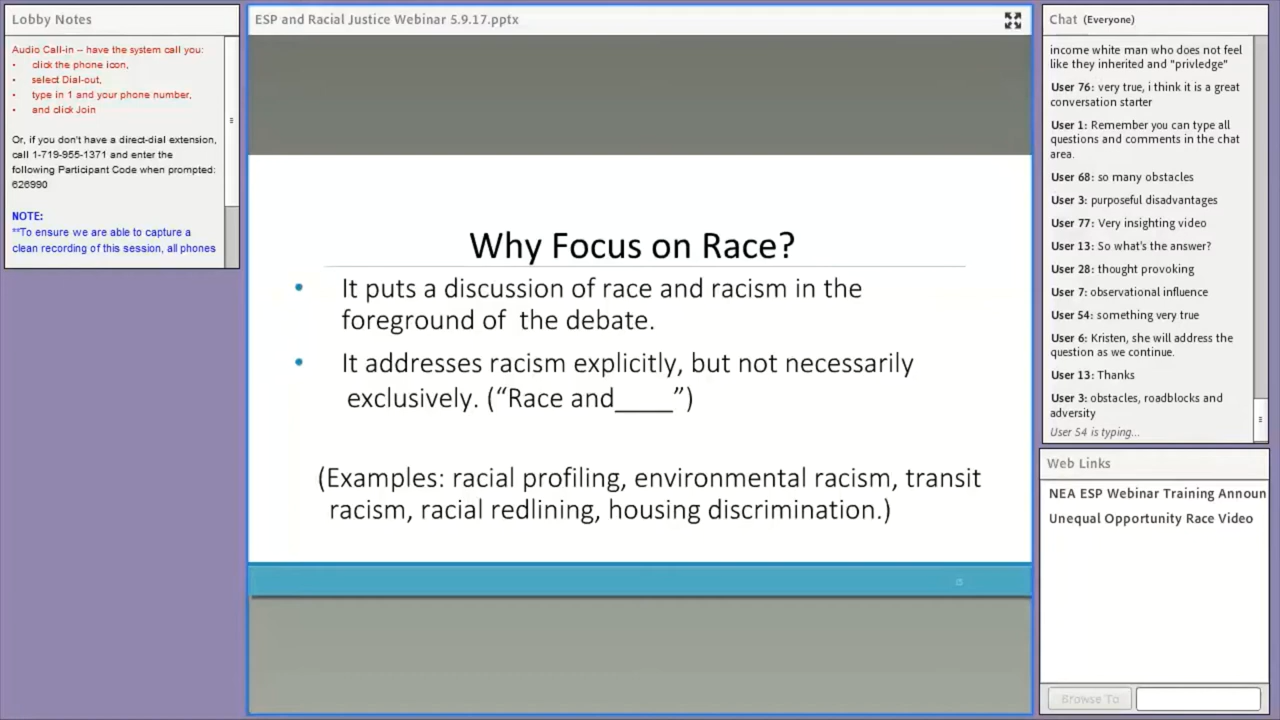 Lobby Notes
Audio Call-in -- have the system call you:
• click the phone icon,
• select Dial-out,
• type in 1 and your phone number,
• and click Join
Or, if you don't have a direct-dial extension,
call 1-719-955-1371 and enter the
following Participant Code when prompted:
626990
NOTE:
**To ensure we are able to capture a
clean recording of this session, all phones
ESP and Racial Justice Webinar 5.9.17.pptx
Why Focus on Race?
• It puts a discussion of race and racism in the
foreground of the debate.
• It addresses racism explicitly, but not necessarily
exclusively. (“Race and____”)
(Examples: racial profiling, environmental racism, transit
racism, racial redlining, housing discrimination.)
Chat (Everyone)
income white man who does not feel
like they inherited and "privledge"
User 76: very true, i think it is a great
conversation starter
User 1: Remember you can type all
questions and comments in the chat
area.
User 68: so many obstacles
User 3: purposeful disadvantages
User 77: Very insighting video
User 13: So what's the answer?
User 28: thought provoking
User 7: observational influence
User 54: something very true
User 6: Kristen, she will address the
question as we continue.
User 13: Thanks
User 3: obstacles, roadblocks and
adversity
User 54 is typing...
Web Links
NEA ESP Webinar Training Announ
Unequal Opportunity Race Video
Browse To